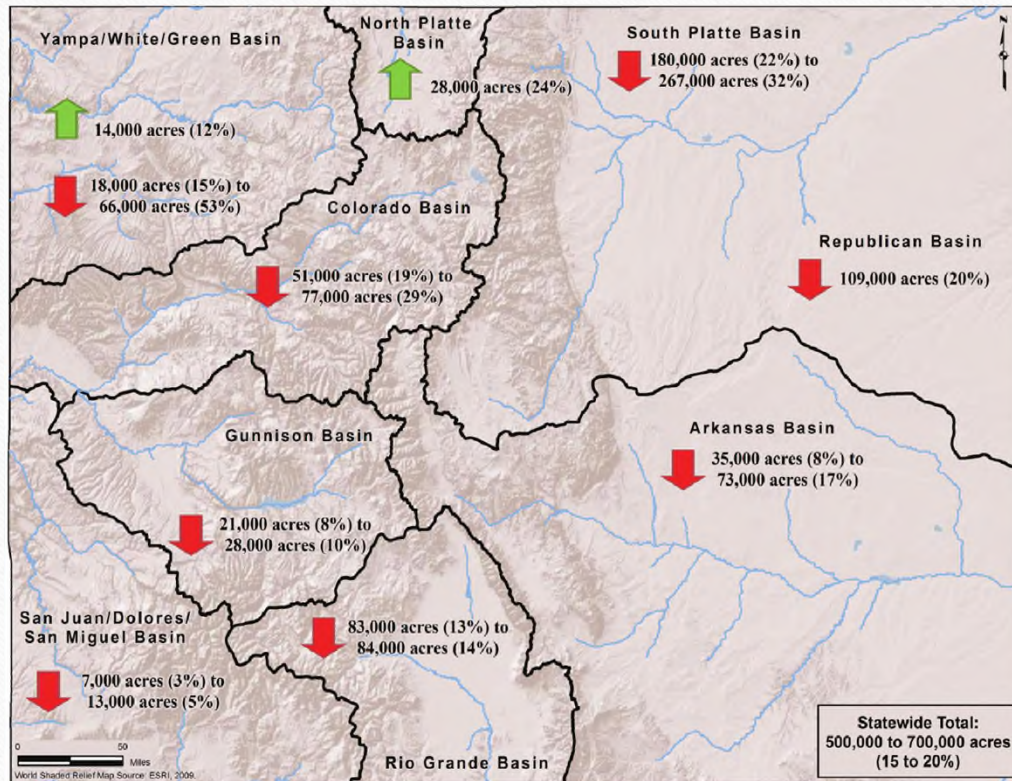 Yampa/White/Green Basin
14,000 acres (12%)
18,000 acres (15%) to
66,000 acres (53%)
North Platte
Basin
28,000 acres (24%)
South Platte Basin
180,000 acres (22%) to
267,000 acres (32%)
N
Colorado Basin
51,000 acres (19%) to
77,000 acres (29%)
Republican Basin
109,000 acres (20%)
Gunnison Basin
21,000 acres (8%) to
28,000 acres (10%)
Arkansas Basin
35,000 acres (8%) to
73,000 acres (17%)
San Juan/Dolores/
San Miguel Basin
7,000 acres (3%) to
13,000 acres (5%)
83,000 acres (13%) to
84,000 acres (14%)
Rio Grande Basin
Statewide Total:
500,000 to 700,000 acres
(15 to 20%)
0 50
Miles
World Shaded Relief Map Source: ESRI, 2009.